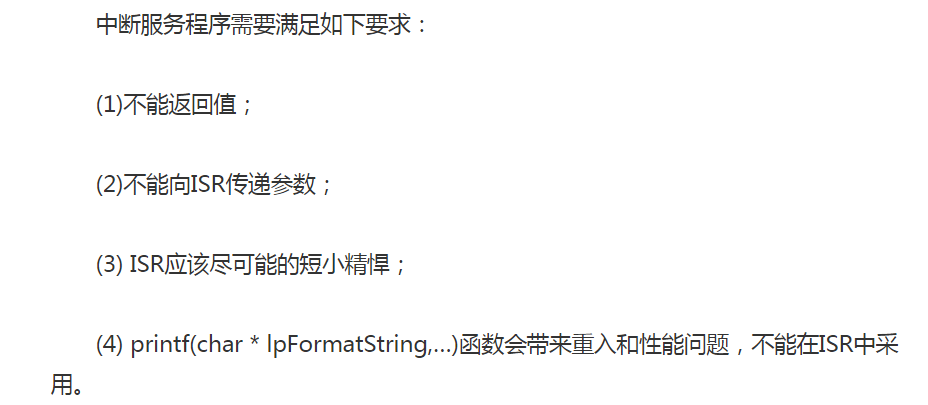 中断服务程序需要满足如下要求：
(1)不能返回值；
(2)不能向ISR传递参数；
(3) ISR应该尽可能的短小精悍；
(4) printf(char * lpFormatString,…)函数会带来重入和性能问题，不能在ISR中采
用。